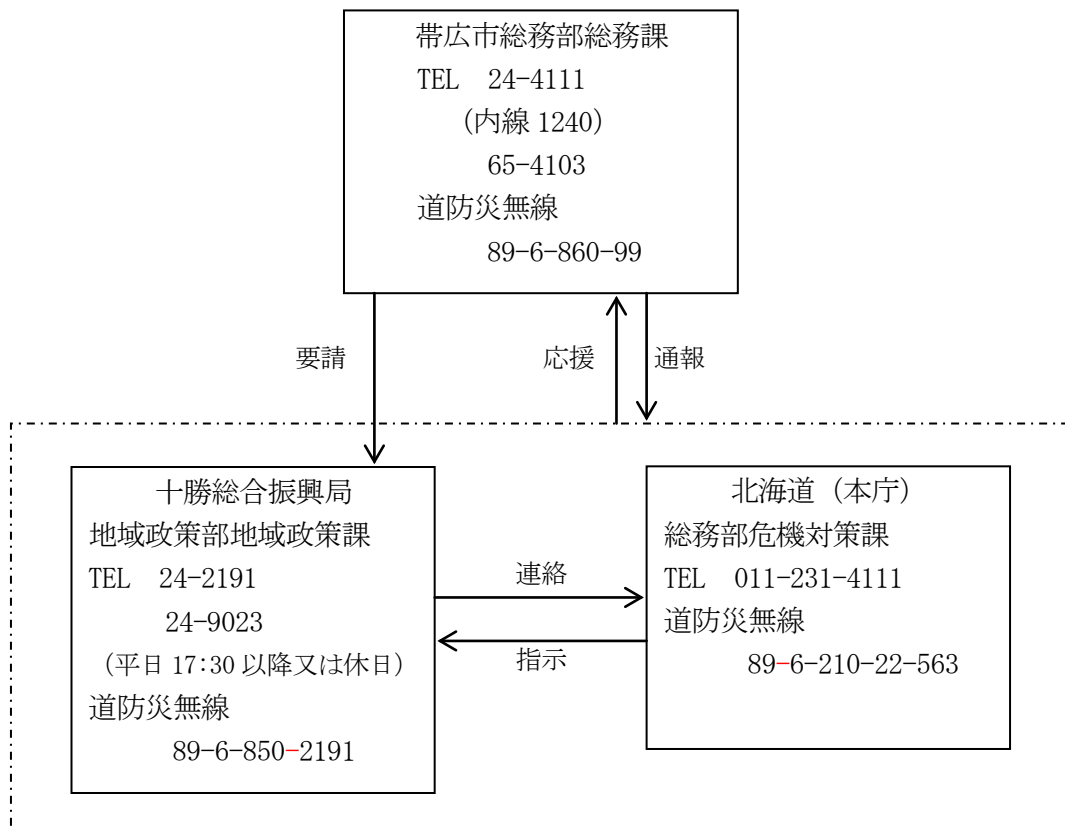 帯広市総務部総務課
TEL 24-4111
（内線 1240）
65-4103
道防災無線
89-6-860-99
要請
応援
通報
十勝総合振興局
地域政策部地域政策課
TEL 24-2191
24-9023
（平日 17:30 以降又は休日）
道防災無線
89-6-850-2191
連絡
指示
北海道（本庁）
総務部危機対策課
TEL 011-231-4111
道防災無線
89-6-210-22-563